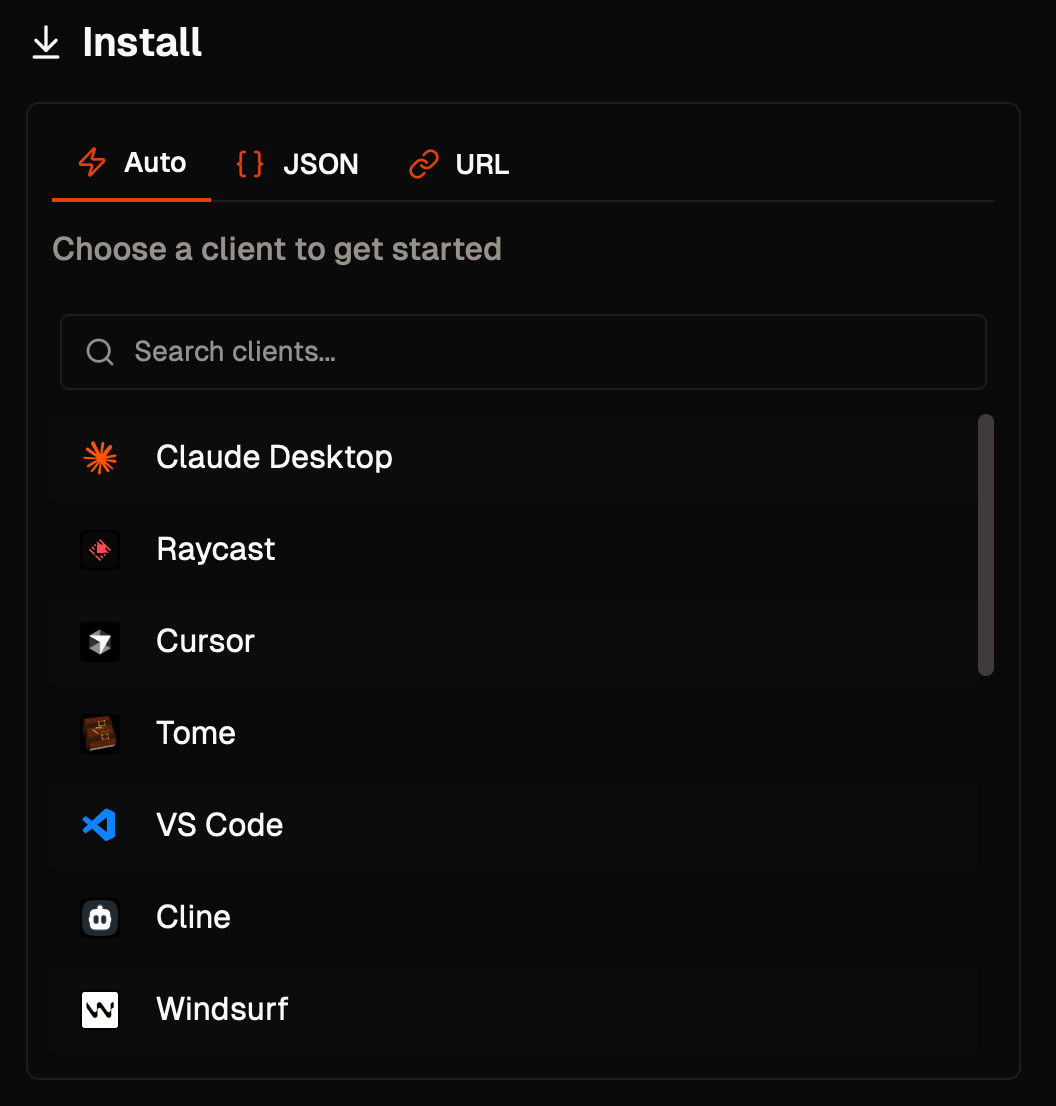 Install
Auto
JSON
URL
Choose a client to get started
Search clients...
Claude Desktop
Raycast
Cursor
Tome
VS Code
Cline
Windsurf